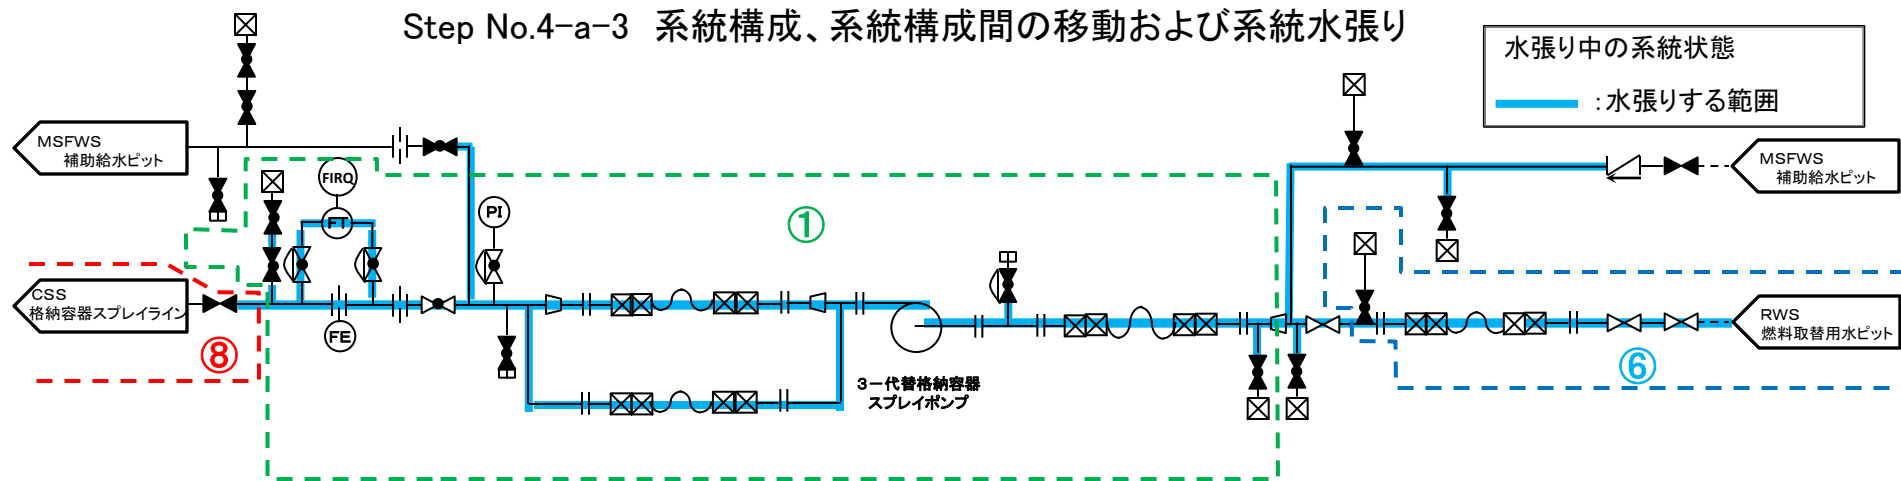 Step No.4-a-3 系統構成、系統構成間の移動および系統水張り
水張り中の系統状態
:水張りする範囲
MSFWS
補助給水ピット
FIRQ
FT
PI
①
MSFWS
補助給水ピット
CSS
格納容器スプレイライン
FE
⑧
3-代替格納容器
スプレイポンプ
RWS
燃料取替用水ピット
⑥